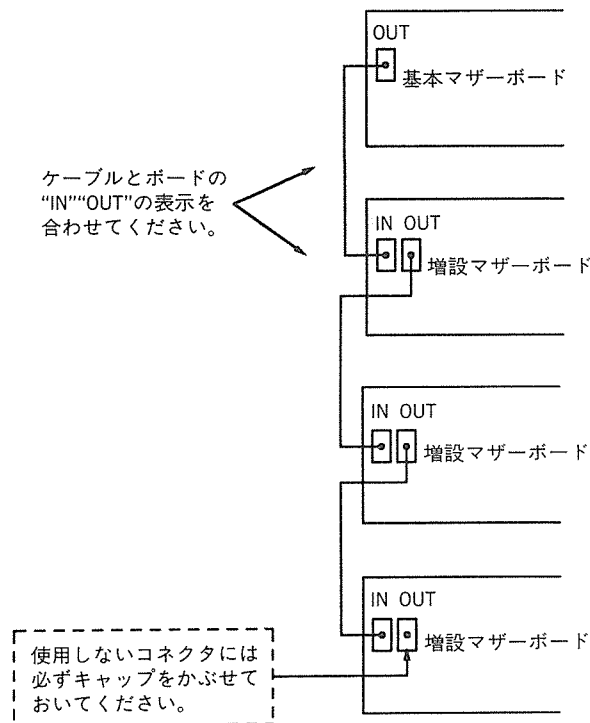 OUT
基本マザーボード
ケーブルとボードの
“IN”“OUT”の表示を
合わせてください。
IN OUT
増設マザーボード
IN OUT
増設マザーボード
IN OUT
増設マザーボード
使用しないコネクタには
必ずキャップをかぶせて
おいてください。